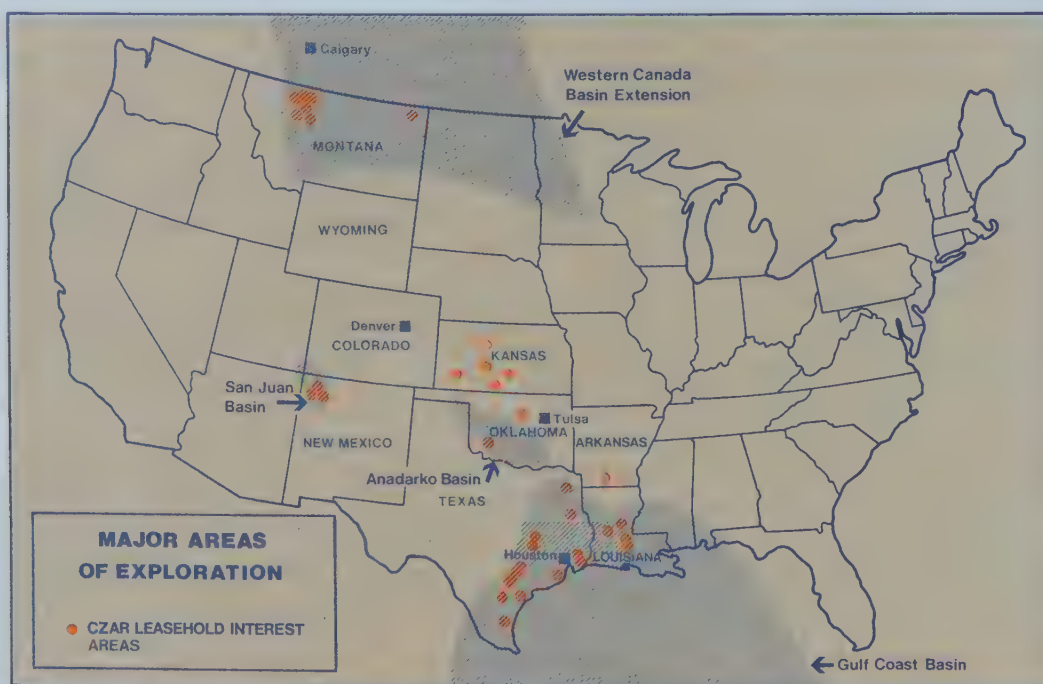 Calgary
Western Canada
Basin Extension
MONTANA
WYOMING
Denver
COLORADO
KANSAS
San Juan
Basin
NEW MEXICO
Tulsa
OKLAHOMA
ARKANSAS
Anadarko Basin
TEXAS
Houston
LOUISIANA
MAJOR AREAS
OF EXPLORATION
CZAR LEASEHOLD INTEREST
AREAS
Gulf Coast Basin